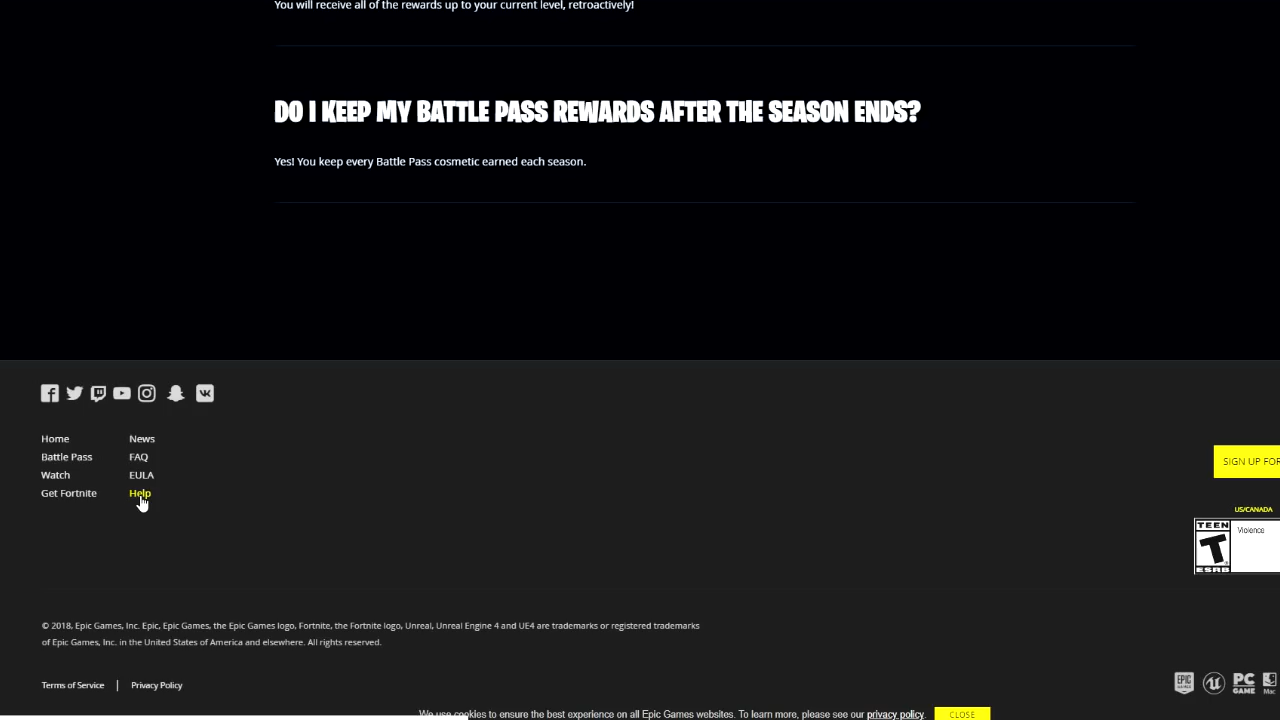 You will receive all of the rewards up to your current level, retroactively!
DO I KEEP MY BATTLE PASS REWARDS AFTER THE SEASON ENDS?
Yes! You keep every Battle Pass cosmetic earned each season.
Home
News
Battle Pass
FAQ
Watch
EULA
Get Fortnite
Help
SIGN UP FOR
US/CANADA
TEEN
T
ESRB
Violence
© 2018, Epic Games, Inc. Epic, Epic Games, the Epic Games logo, Fortnite, the Fortnite logo, Unreal, Unreal Engine 4 and UE4 are trademarks or registered trademarks
of Epic Games, Inc. in the United States of America and elsewhere. All rights reserved.
Terms of Service | Privacy Policy
EPIC GAMES
PC GAME
Mac
We use cookies to ensure the best experience on all Epic Games websites. To learn more, please see our privacy policy.
CLOSE